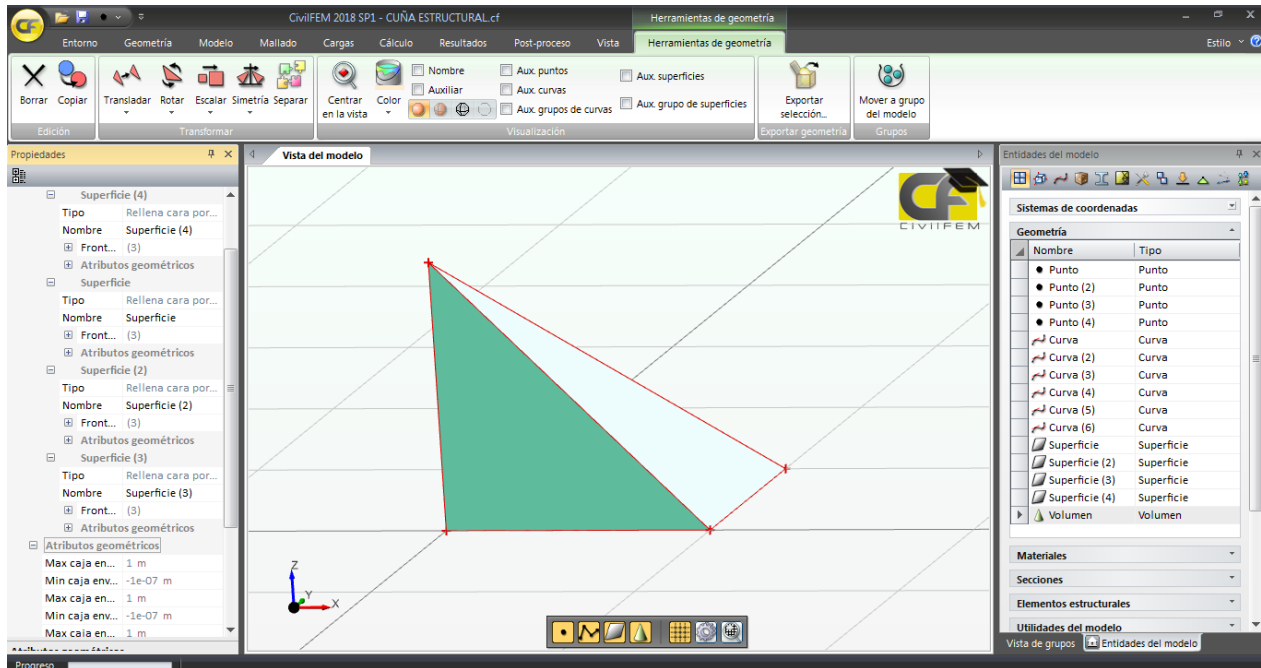 CivilFEM 2018 SP1 - CUÑA ESTRUCTURAL.cf
Herramientas de geometría
Entorno Geometría Modelo Mallado Cargas Cálculo Resultados Post-proceso Vista Herramientas de geometría Estilo
Borrar Copiar
Edición
Transladar Rotar Escalar Simetría Separar
Transformar
Centrar en la vista
Color
Nombre
Auxiliar
Aux. puntos
Aux. curvas
Aux. grupos de curvas
Aux. superficies
Aux. grupo de superficies
Visualización
Exportar selección...
Exportar geometría
Mover a grupo del modelo
Grupos
Propiedades
Superficie (4)
Tipo Rellena cara por...
Nombre Superficie (4)
Front... (3)
Atributos geométricos
Superficie
Tipo Rellena cara por...
Nombre Superficie
Front... (3)
Atributos geométricos
Superficie (2)
Tipo Rellena cara por...
Nombre Superficie (2)
Front... (3)
Atributos geométricos
Superficie (3)
Tipo Rellena cara por...
Nombre Superficie (3)
Front... (3)
Atributos geométricos
Atributos geométricos
Max caja en... 1 m
Min caja env... -1e-07 m
Max caja en... 1 m
Min caja env... -1e-07 m
Max caja en... 1 m
Vista del modelo
CF
CIVILFEM
Z
Y
X
Entidades del modelo
Sistemas de coordenadas
Geometría
Nombre Tipo
Punto Punto
Punto (2) Punto
Punto (3) Punto
Punto (4) Punto
Curva Curva
Curva (2) Curva
Curva (3) Curva
Curva (4) Curva
Curva (5) Curva
Curva (6) Curva
Superficie Superficie
Superficie (2) Superficie
Superficie (3) Superficie
Superficie (4) Superficie
Volumen Volumen
Materiales
Secciones
Elementos estructurales
Utilidades del modelo
Vista de grupos Entidades del modelo
Progreso